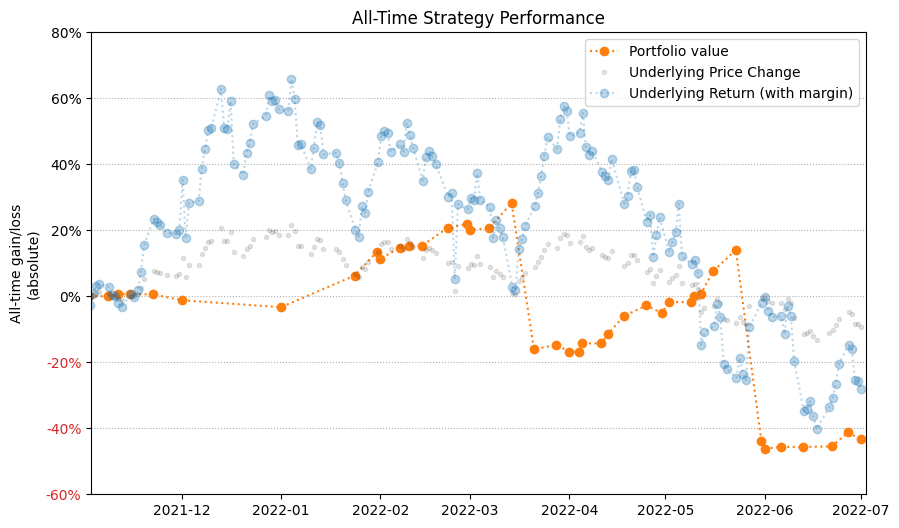 All-Time Strategy Performance
All-time gain/loss
(absolute)
80%
60%
40%
20%
0%
-20%
-40%
-60%
Portfolio value
Underlying Price Change
Underlying Return (with margin)
2021-12
2022-01
2022-02
2022-03
2022-04
2022-05
2022-06
2022-07